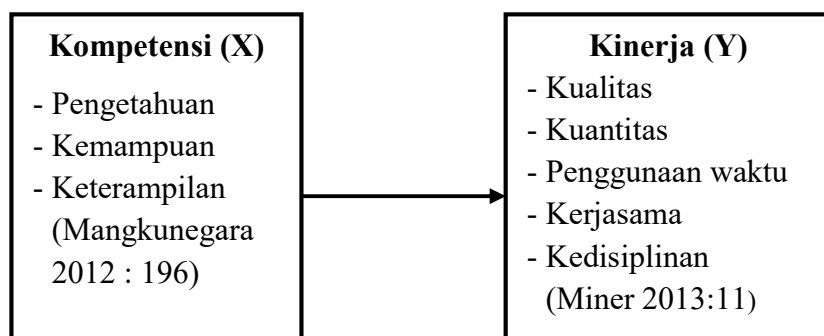 Kompetensi (X)
- Pengetahuan
- Kemampuan
- Keterampilan
(Mangkunegara
2012 : 196)
Kinerja (Y)
- Kualitas
- Kuantitas
- Penggunaan waktu
- Kerjasama
- Kedisiplinan
(Miner 2013:11)